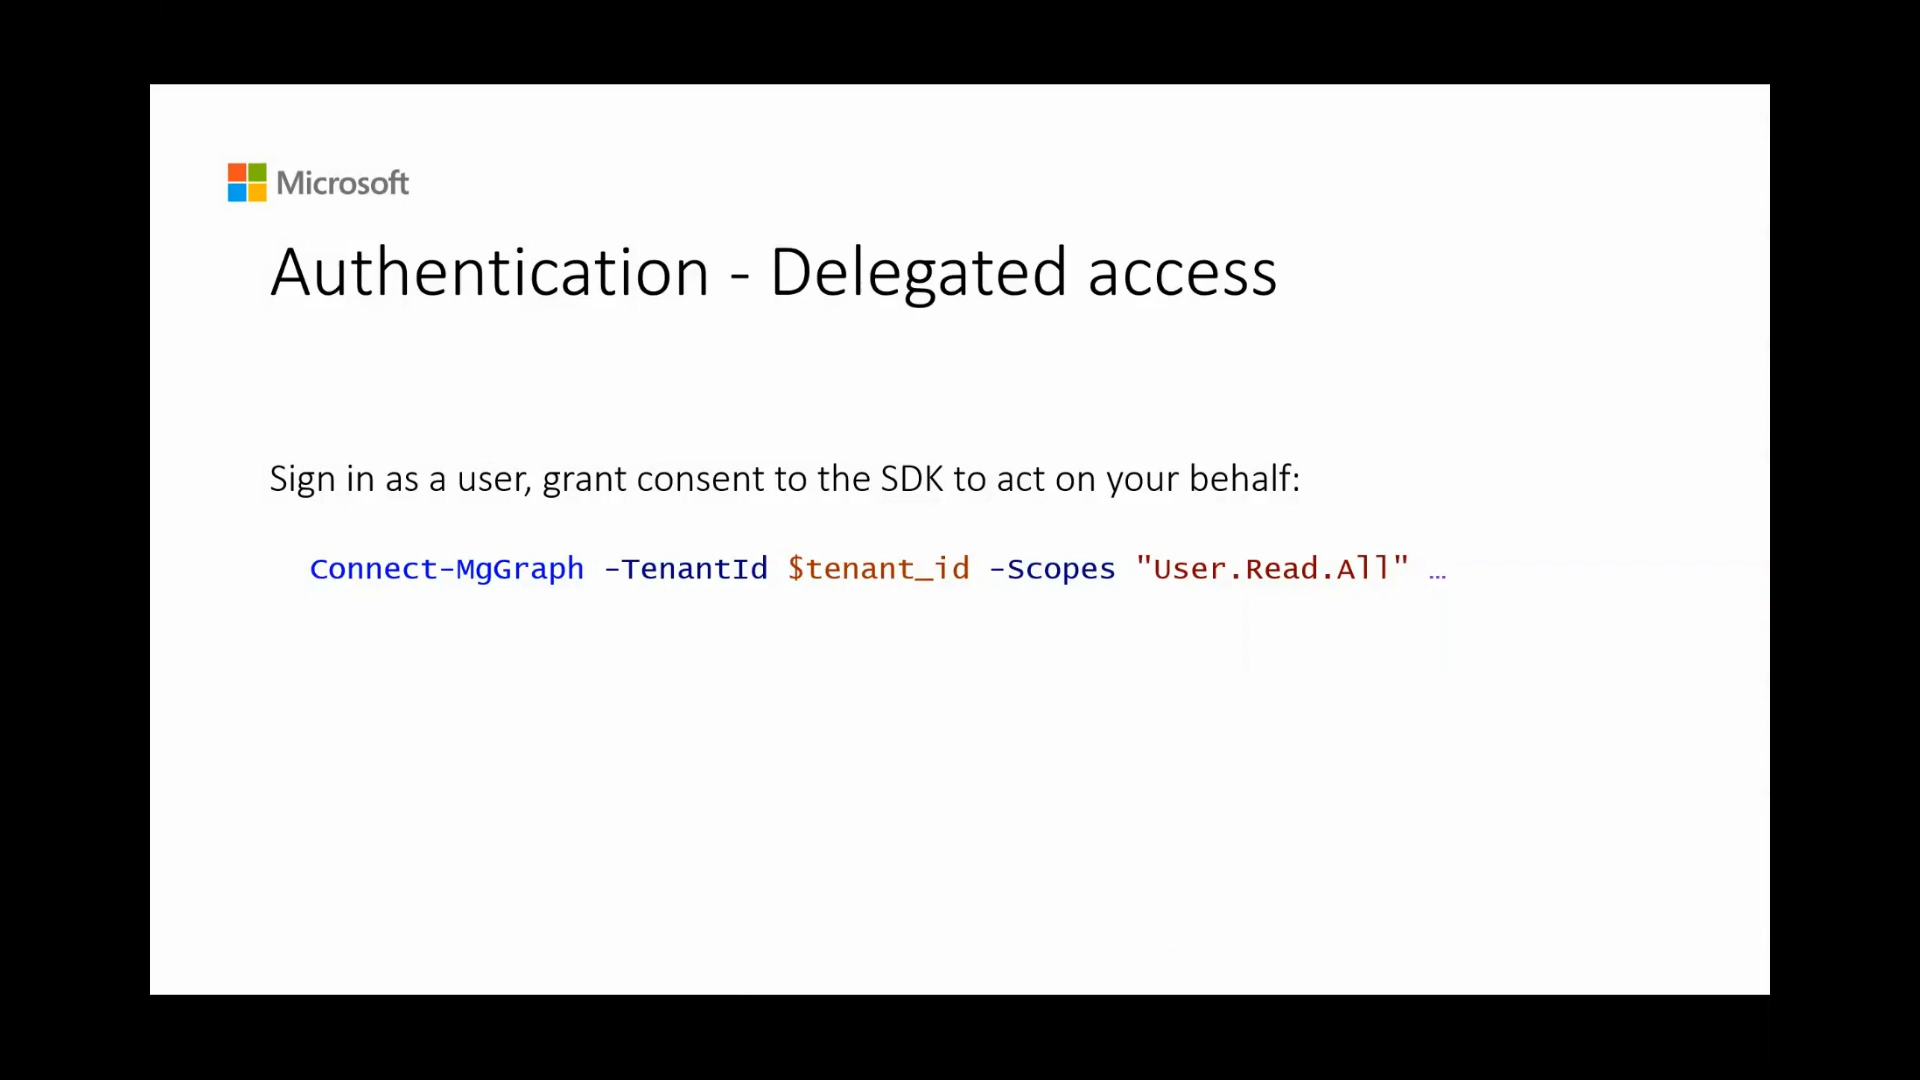 Microsoft
Authentication - Delegated access
Sign in as a user, grant consent to the SDK to act on your behalf:
Connect-MgGraph -TenantId $tenant_id -Scopes "User.Read.All" …